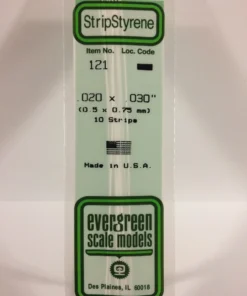 StripStyrene
Item No. Loc. Code
121
.020 x .030"
(0.5 x 0.75 mm)
10 Strips
Made in U.S.A.
evergreen
scale models
Des Plaines, IL 60018